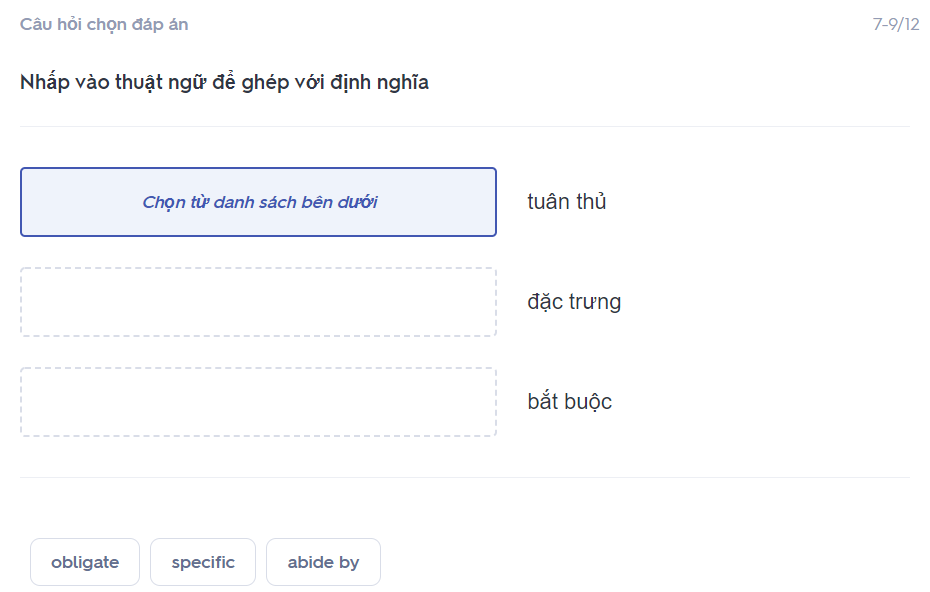 Câu hỏi chọn đáp án 7-9/12
Nhấp vào thuật ngữ để ghép với định nghĩa
Chọn từ danh sách bên dưới tuân thủ
đặc trưng
bắt buộc
obligate specific abide by